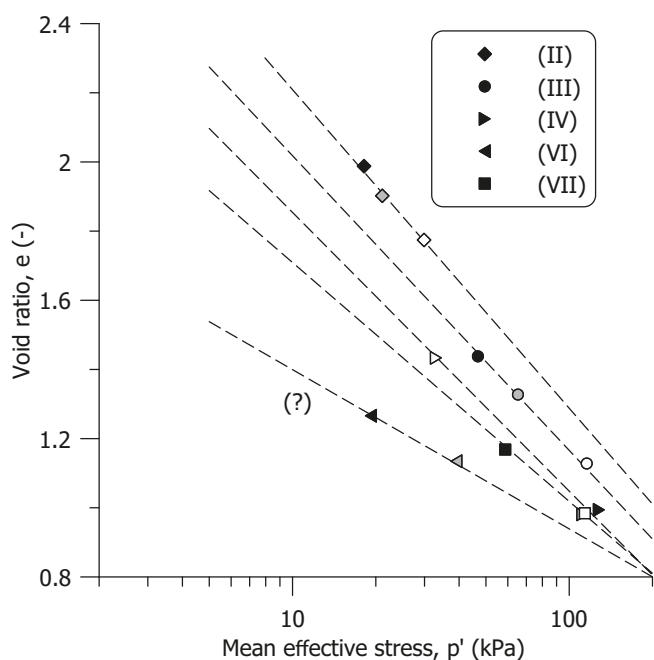 2.4
(II)
(III)
(IV)
(VI)
(VII)
2
Void ratio, e (-)
1.6
(?)
1.2
0.8
10
100
Mean effective stress, p' (kPa)